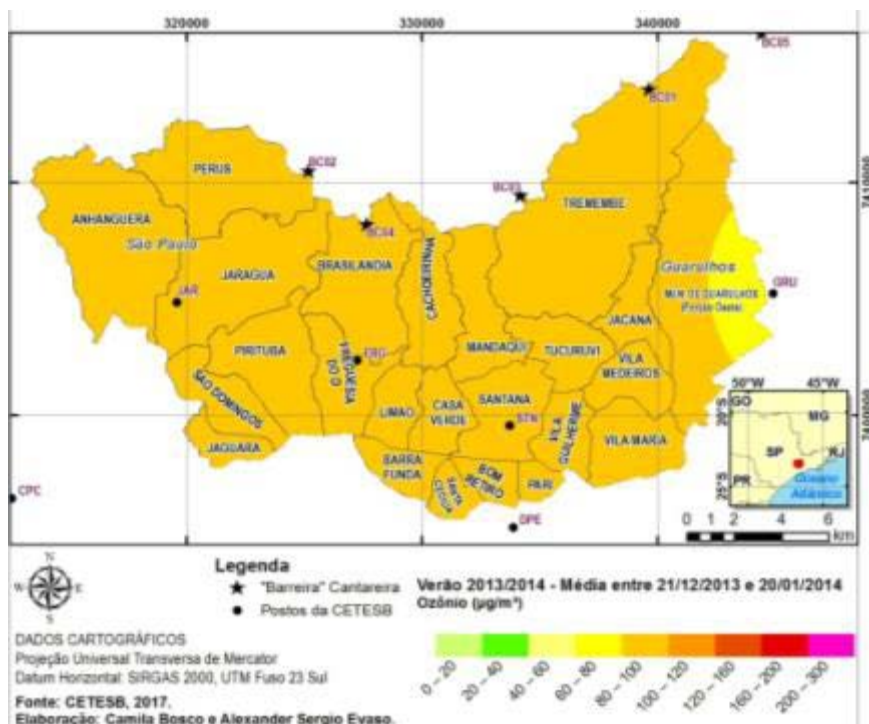 320000
330000
340000
BC05
BC01
BC02
PERUS
BC03
7410000
TREMEMBE
ANHANGUERA
São Paulo
BC04
BRASILANDIA
CACHOEIRINHA
JARAGUA
Guarulhos
GRU
MUN DE GUARULHOS
JAR
JACANA
MANDAQUI
TUCURUVI
PIRITUBA
FREGUESA
DO O
VILA
MEDEIROS
SAO DOMINGOS
LIMAO
CASA
VERDE
SANTANA
STN
VILA
GUILHERME
VILA MARIA
JAGUARA
BARRA
FUNDA
SANTA
CECILIA
BOM
RETIRO
PARI
CPC
DPE
50°W
45°W
GO
20°S
MG
SP
RJ
PR
25°S
Oceano
Atlântico
0 1 2 4 6
km
N
W
E
S
Legenda
"Barreira" Cantareira
Postos da CETESB
Verão 2013/2014 - Média entre 21/12/2013 e 20/01/2014
Ozônio (µg/m³)
0 – 20
20 – 40
40 – 60
60 – 80
80 – 100
100 – 120
120 – 160
160 – 200
200 – 300
DADOS CARTOGRÁFICOS
Projeção Universal Transversa de Mercator
Datum Horizontal: SIRGAS 2000, UTM Fuso 23 Sul
Fonte: CETESB, 2017.
Elaboração: Camila Bosco e Alexander Sergio Evaso.